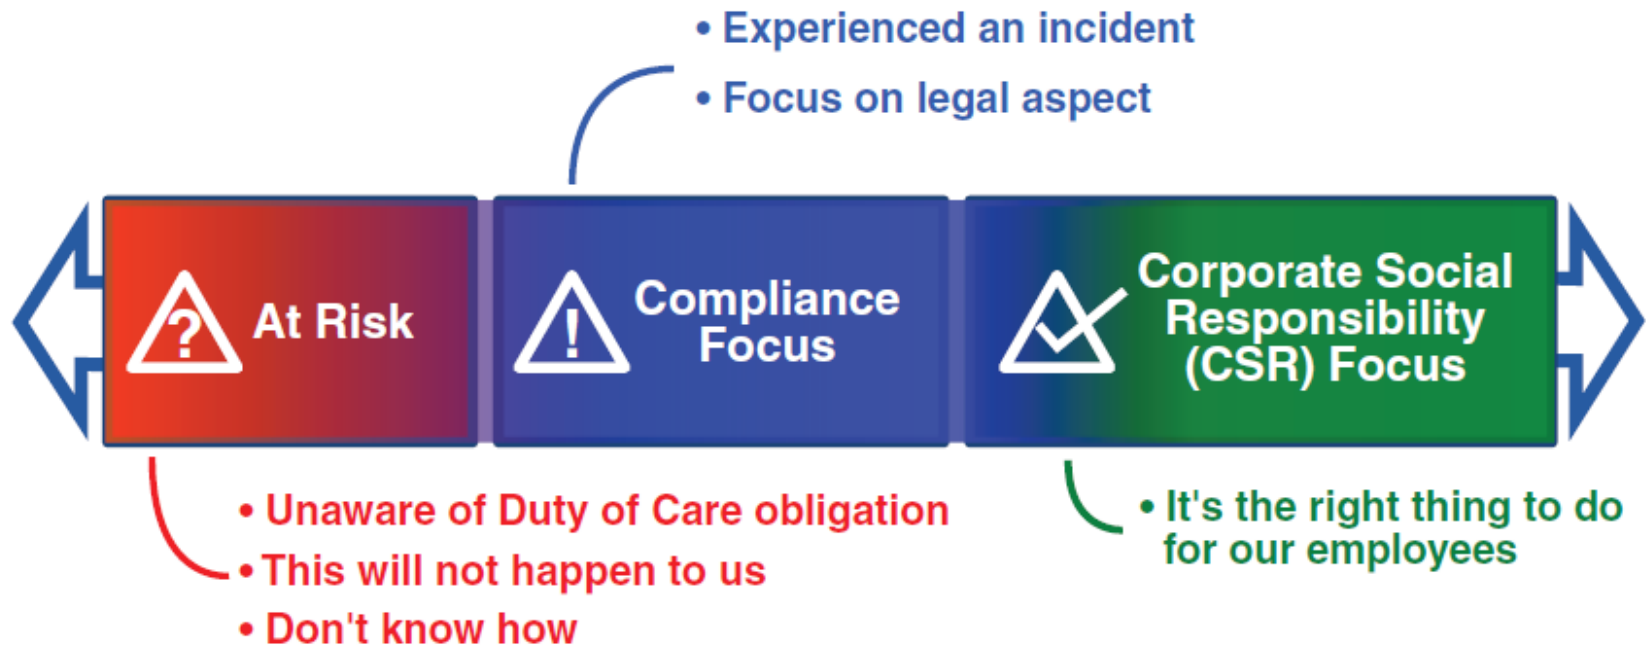 • Experienced an incident
• Focus on legal aspect
? At Risk
! Compliance
Focus
Corporate Social
Responsibility
(CSR) Focus
• Unaware of Duty of Care obligation
• This will not happen to us
• Don't know how
• It's the right thing to do
for our employees